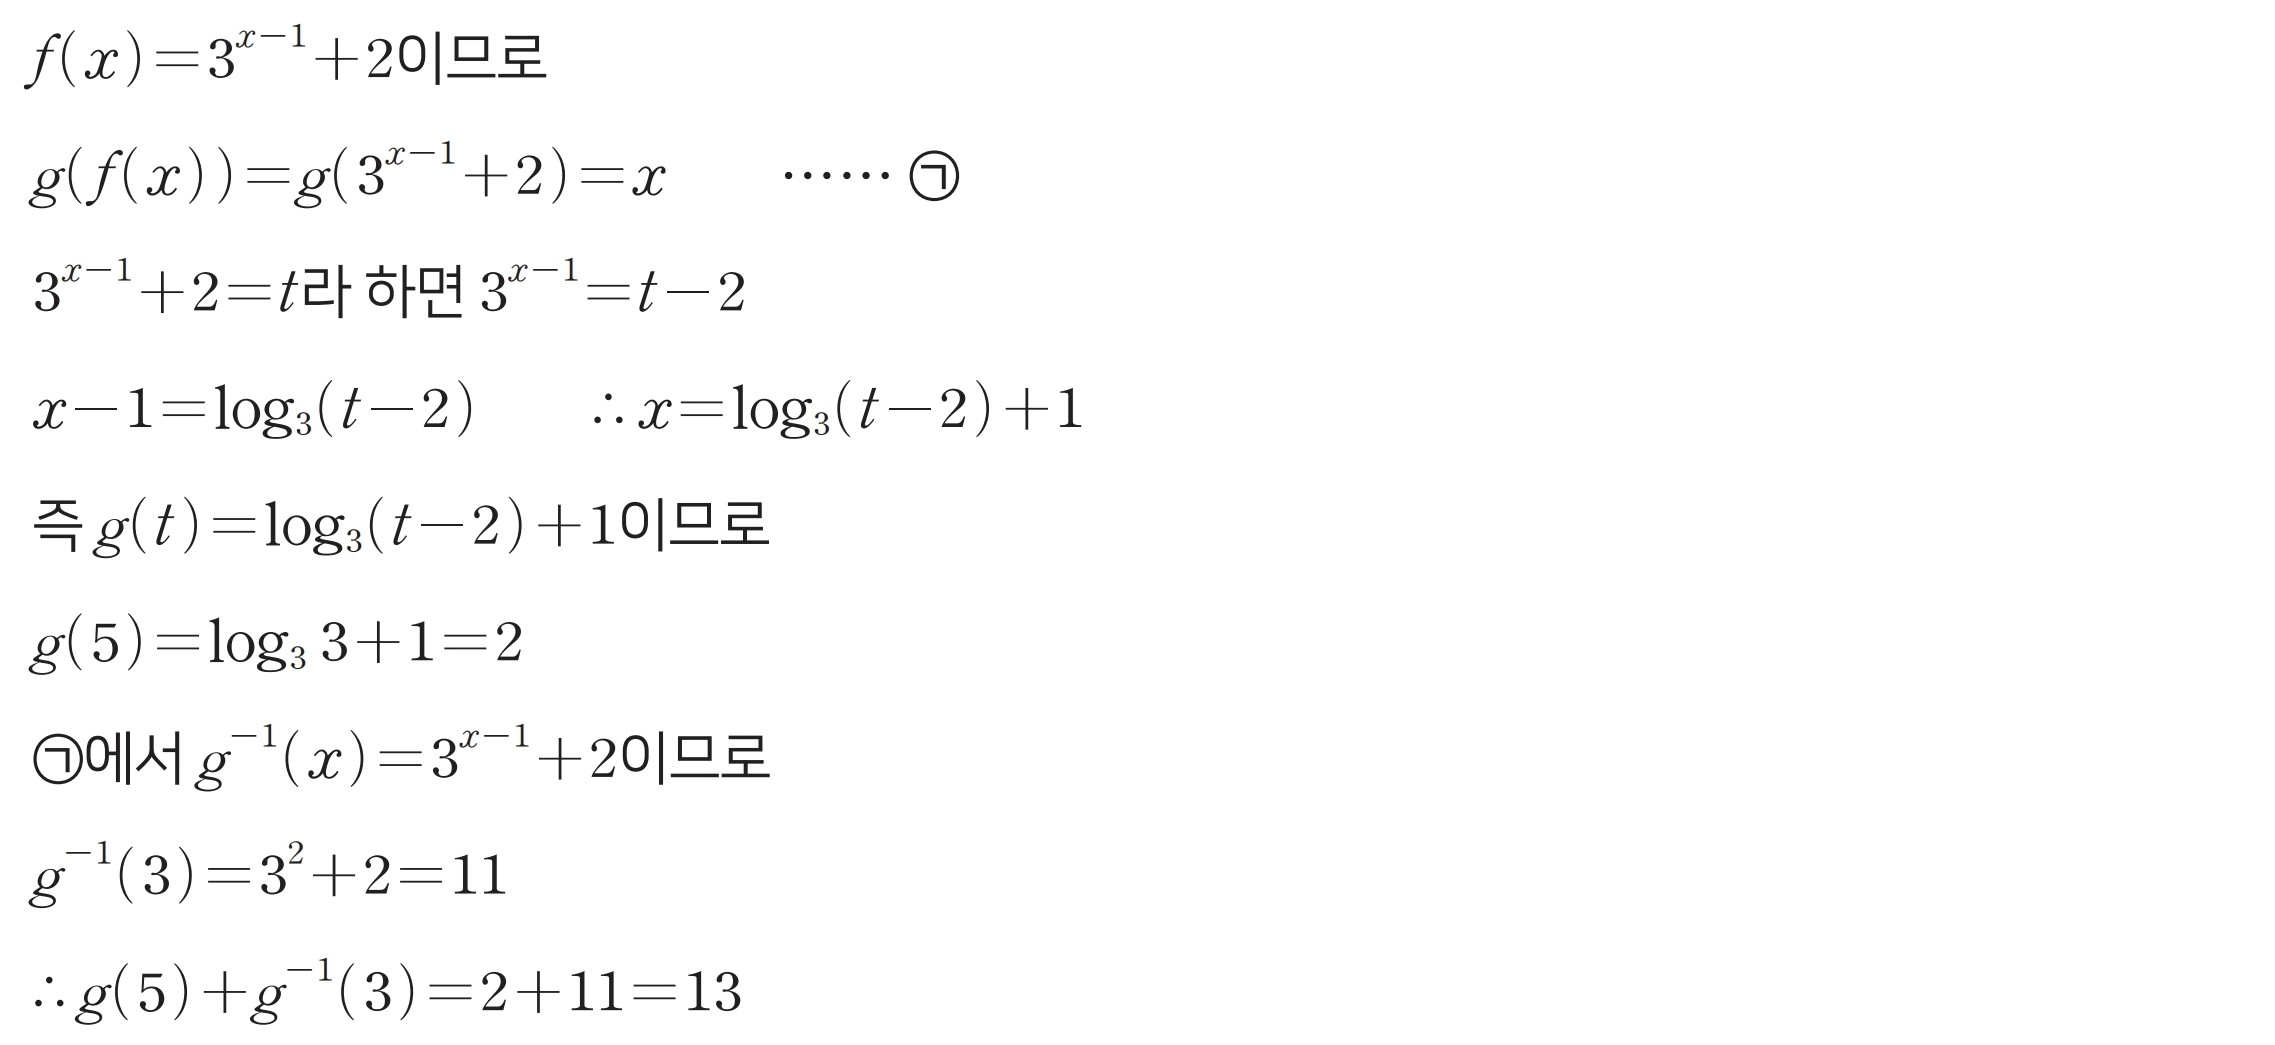 f(x)=3^{x-1}+2이므로
g(f(x))=g(3^{x-1}+2)=x ⋯⋯ ㉠
3^{x-1}+2=t라 하면 3^{x-1}=t-2
x-1=log_3(t-2) ∴ x=log_3(t-2)+1
즉 g(t)=log_3(t-2)+1이므로
g(5)=log_3 3+1=2
㉠에서 g^{-1}(x)=3^{x-1}+2이므로
g^{-1}(3)=3^2+2=11
∴ g(5)+g^{-1}(3)=2+11=13